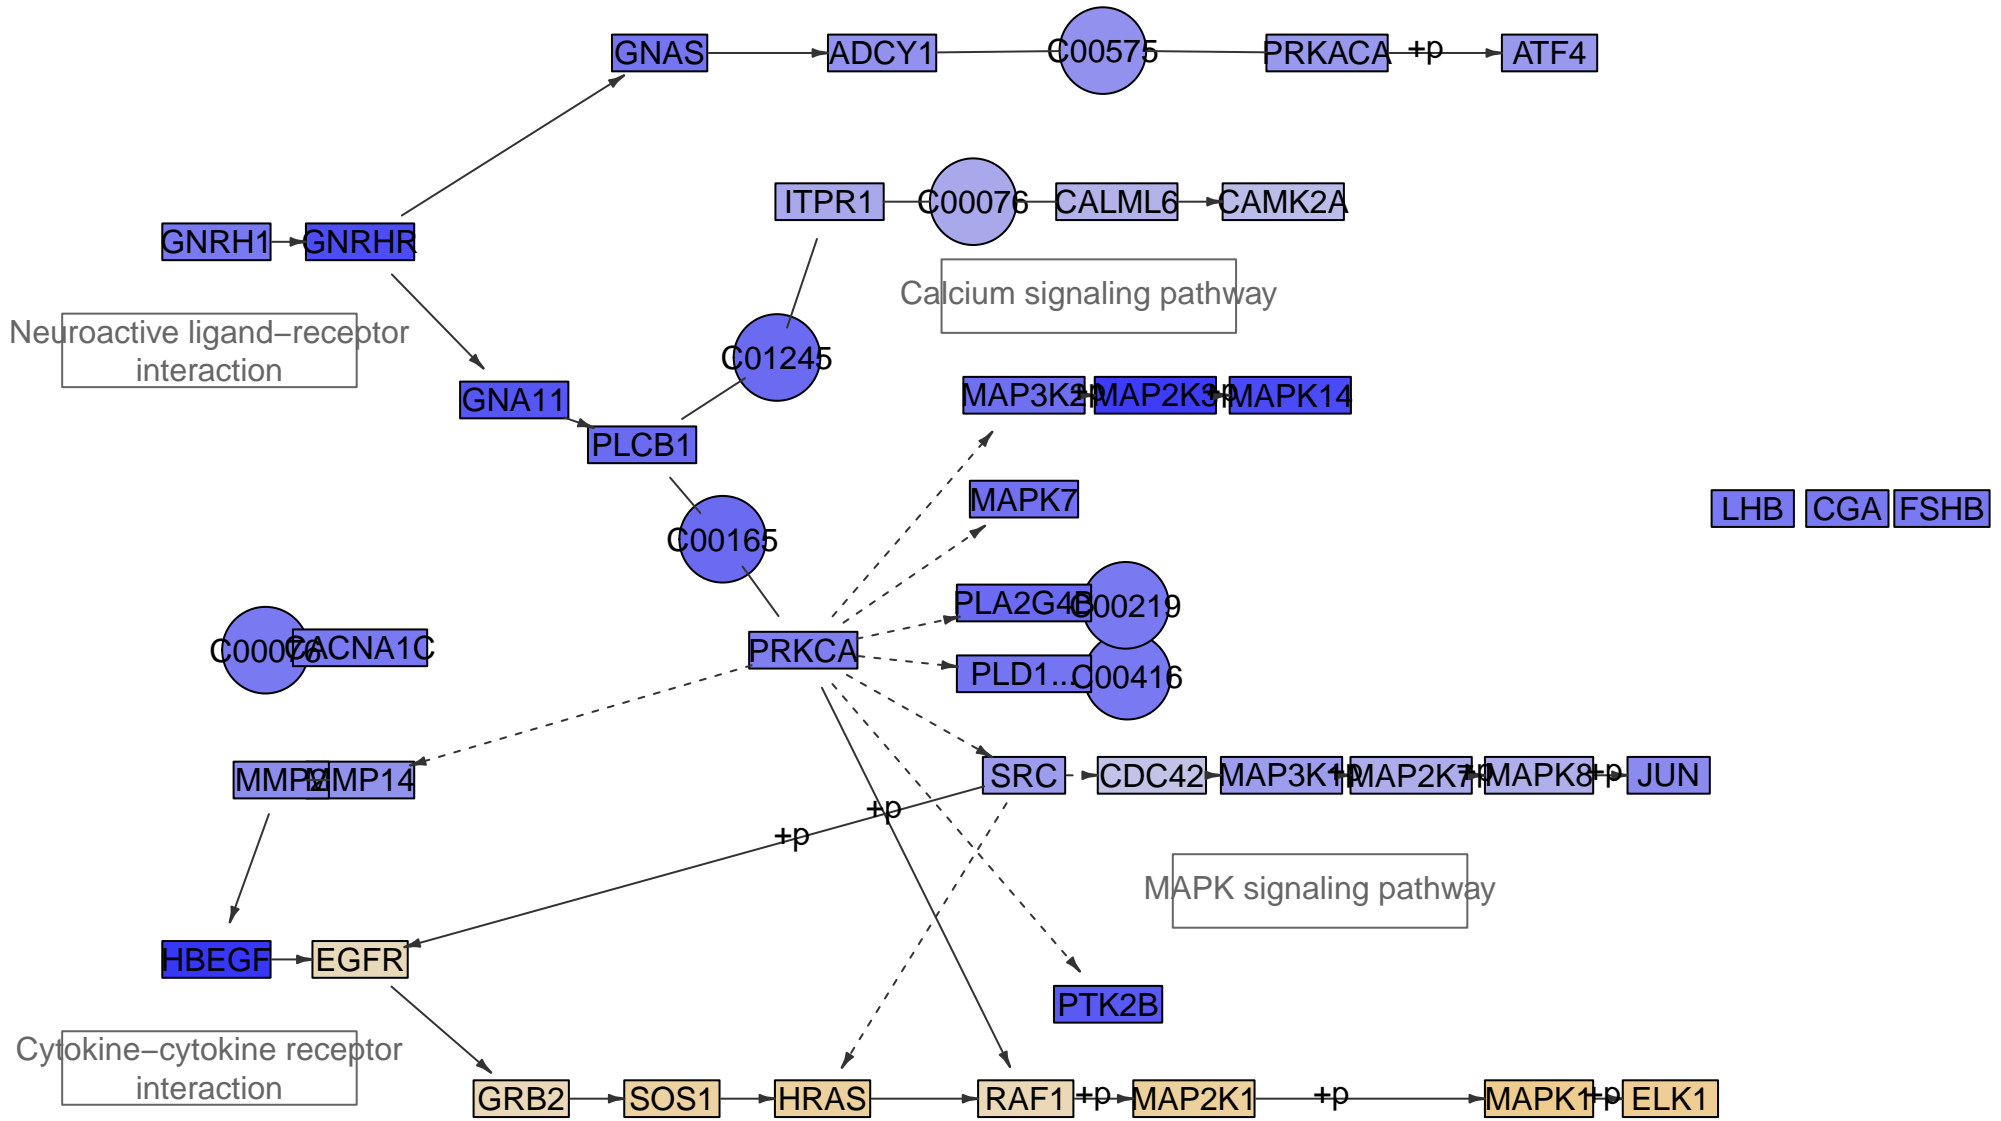 GNAS
ADCY1
C00575
PRKACA
+p
ATF4
ITPR1
C00076
CALML6
CAMK2A
GNRH1
GNRHR
Calcium signaling pathway
Neuroactive ligand–receptor
interaction
C01245
GNA11
PLCB1
MAP3K2
+p
MAP2K3
+p
MAPK14
MAPK7
LHB
CGA
FSHB
C00165
PLA2G4B
C00219
C00076
CACNA1C
PRKCA
PLD1...
C00416
MMP2
MMP14
SRC
CDC42
MAP3K1
+p
MAP2K7
+p
MAPK8
+p
JUN
+p
+p
MAPK signaling pathway
HBEGF
EGFR
PTK2B
Cytokine–cytokine receptor
interaction
GRB2
SOS1
HRAS
RAF1
+p
MAP2K1
+p
MAPK1
+p
ELK1